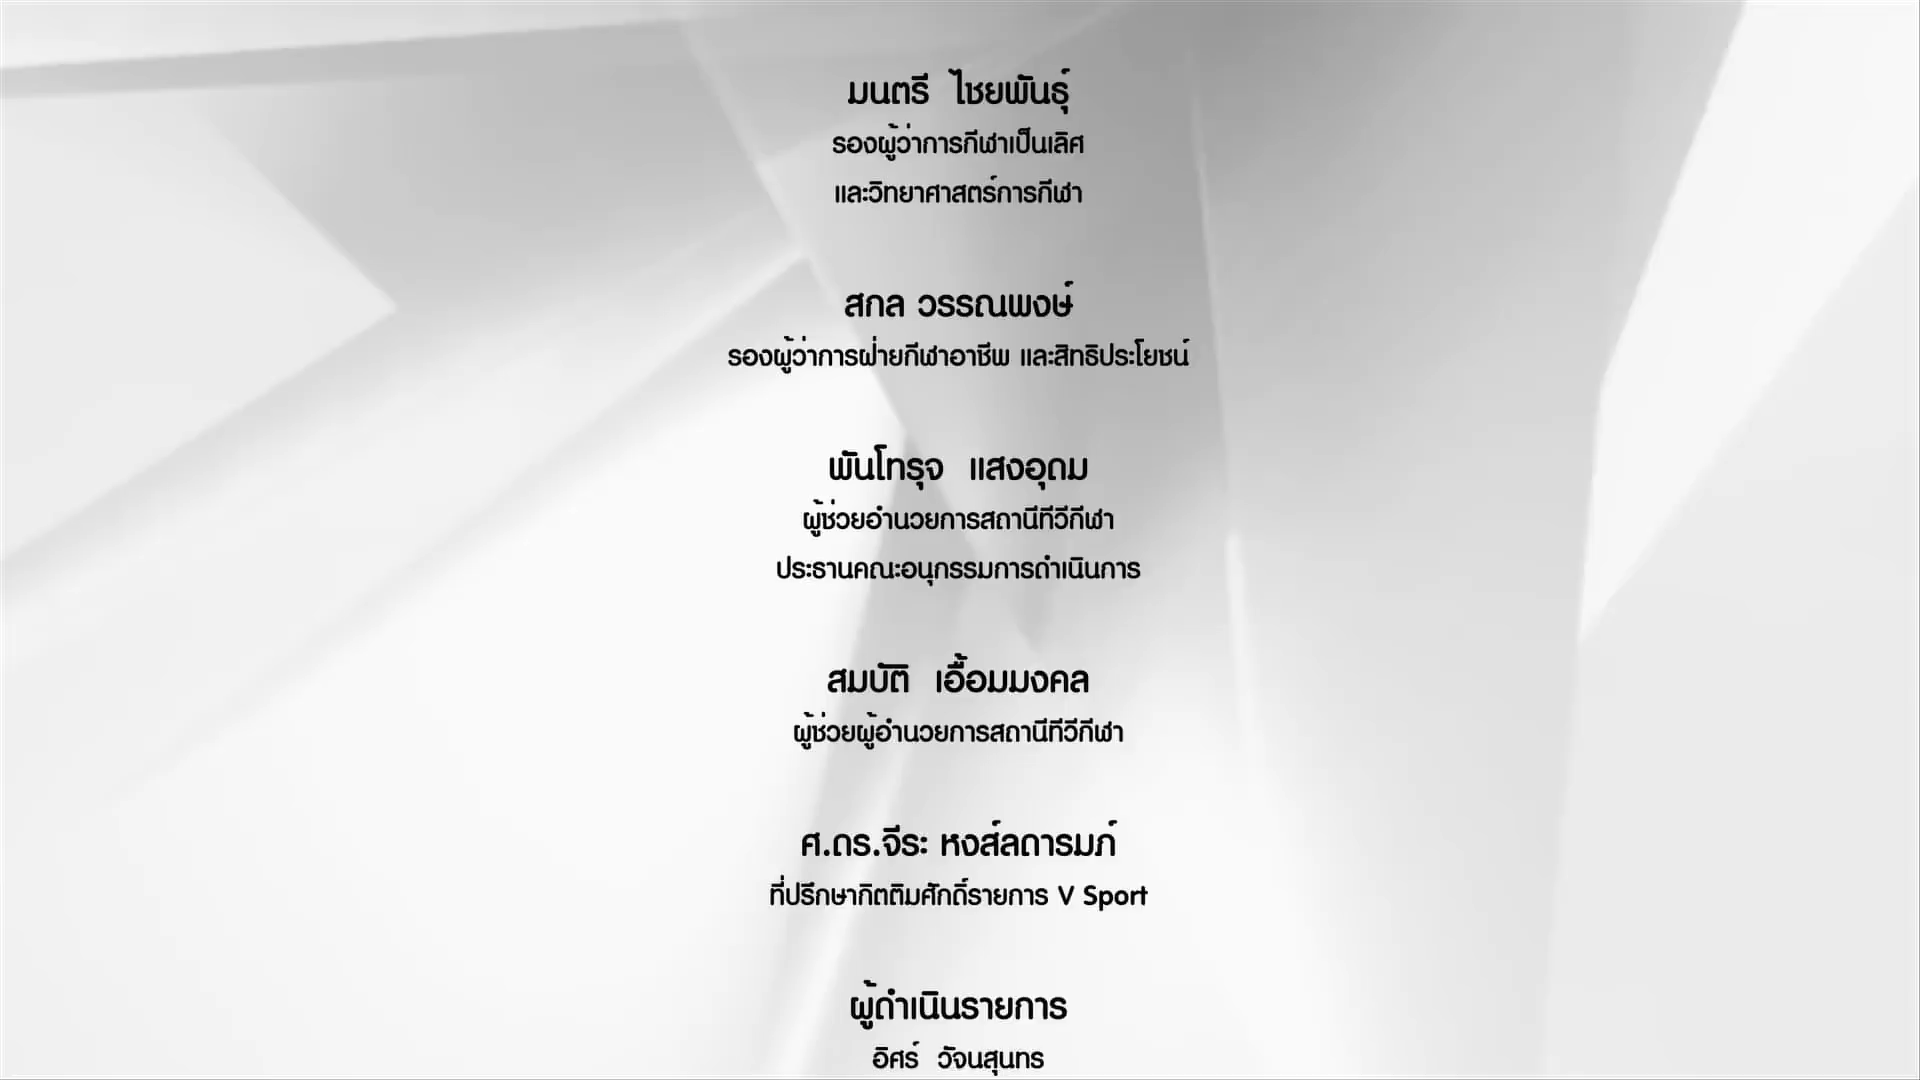 มนตรี ไชยพันธุ์
รองผู้ว่าการกีฬาเป็นเลิศ
และวิทยาศาสตร์การกีฬา
สกล วรรณพงษ์
รองผู้ว่าการฝ่ายกีฬาอาชีพ และสิทธิประโยชน์
พันโทรุจ แสงอุดม
ผู้ช่วยอำนวยการสถานีทีวีกีฬา
ประธานคณะอนุกรรมการดำเนินการ
สมบัติ เอื้อมมงคล
ผู้ช่วยผู้อำนวยการสถานีทีวีกีฬา
ศ.ดร.จีระ หงส์ลดารมภ์
ที่ปรึกษากิตติมศักดิ์รายการ V Sport
ผู้ดำเนินรายการ
อิศร์ วัจนสุนทร